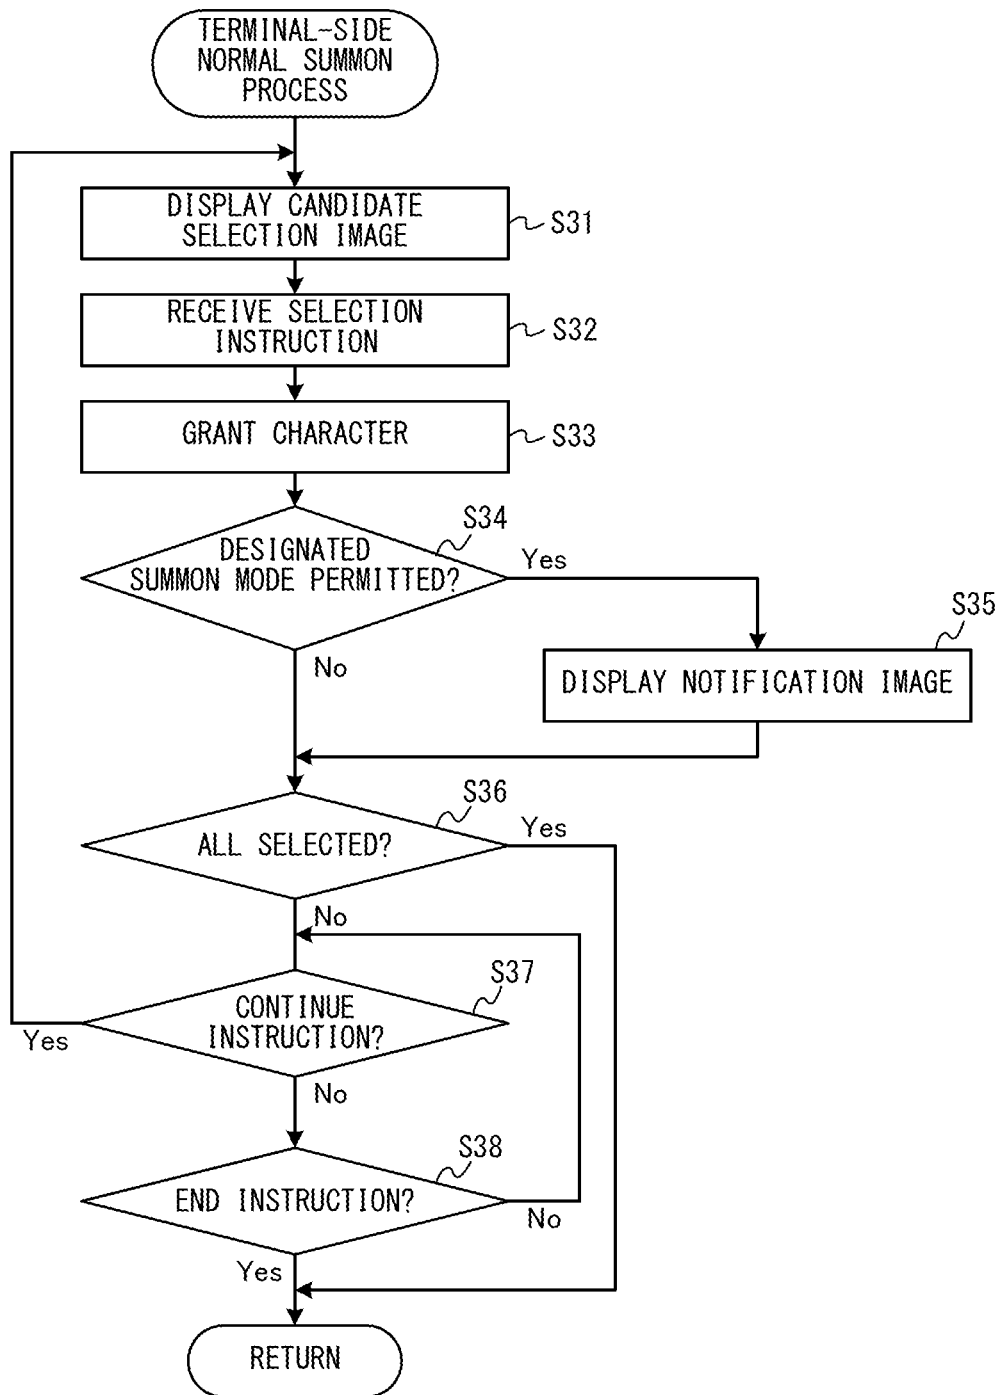 TERMINAL-SIDE
NORMAL SUMMON
PROCESS
DISPLAY CANDIDATE
SELECTION IMAGE
S31
RECEIVE SELECTION
INSTRUCTION
S32
GRANT CHARACTER
S33
S34
DESIGNATED
SUMMON MODE PERMITTED?
Yes
No
S35
DISPLAY NOTIFICATION IMAGE
S36
ALL SELECTED?
Yes
No
S37
CONTINUE
INSTRUCTION?
Yes
No
S38
END INSTRUCTION?
No
Yes
RETURN